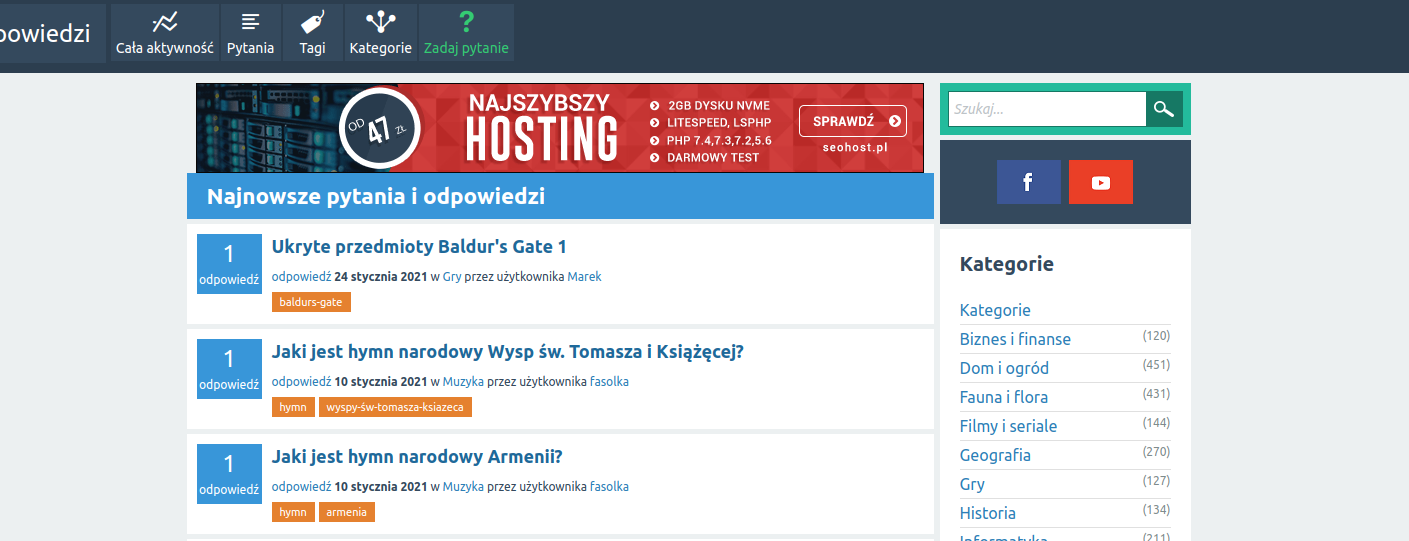 Cała aktywność
Pytania
Tagi
Kategorie
?
Zadaj pytanie
OD 47 ZŁ
NAJSZYBSZY
HOSTING
2GB DYSKU NVME
LITESPEED, LSPHP
PHP 7.4,7.3,7.2,5.6
DARMOWY TEST
SPRAWDŹ
seohost.pl
Szukaj...
f
Najnowsze pytania i odpowiedzi
1
odpowiedź
Ukryte przedmioty Baldur's Gate 1
odpowiedź 24 stycznia 2021 w Gry przez użytkownika Marek
baldurs-gate
1
odpowiedź
Jaki jest hymn narodowy Wysp św. Tomasza i Książęcej?
odpowiedź 10 stycznia 2021 w Muzyka przez użytkownika fasolka
hymn wyspy-św-tomasza-ksiazeca
1
odpowiedź
Jaki jest hymn narodowy Armenii?
odpowiedź 10 stycznia 2021 w Muzyka przez użytkownika fasolka
hymn armenia
Kategorie
Kategorie
Biznes i finanse (120)
Dom i ogród (451)
Fauna i flora (431)
Filmy i seriale (144)
Geografia (270)
Gry (127)
Historia (134)